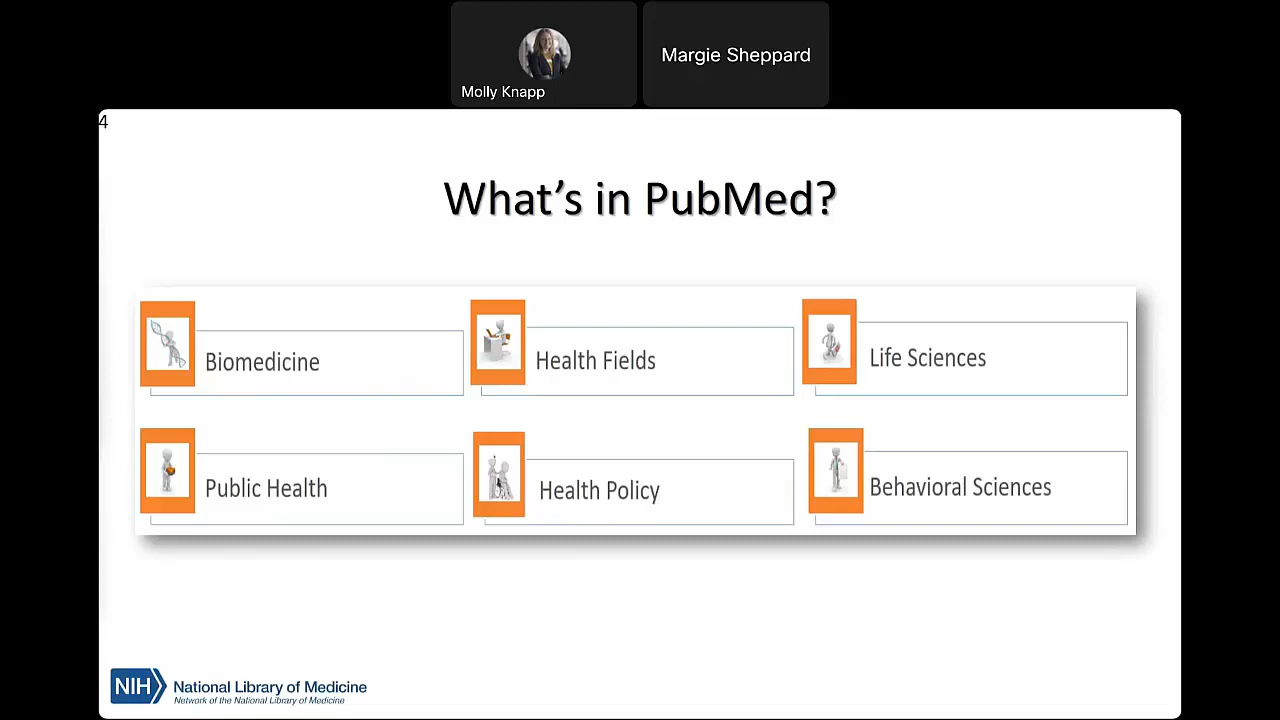 Molly Knapp
Margie Sheppard
4
What's in PubMed?
Biomedicine
Health Fields
Life Sciences
Public Health
Health Policy
Behavioral Sciences
NIH National Library of Medicine
Network of the National Library of Medicine